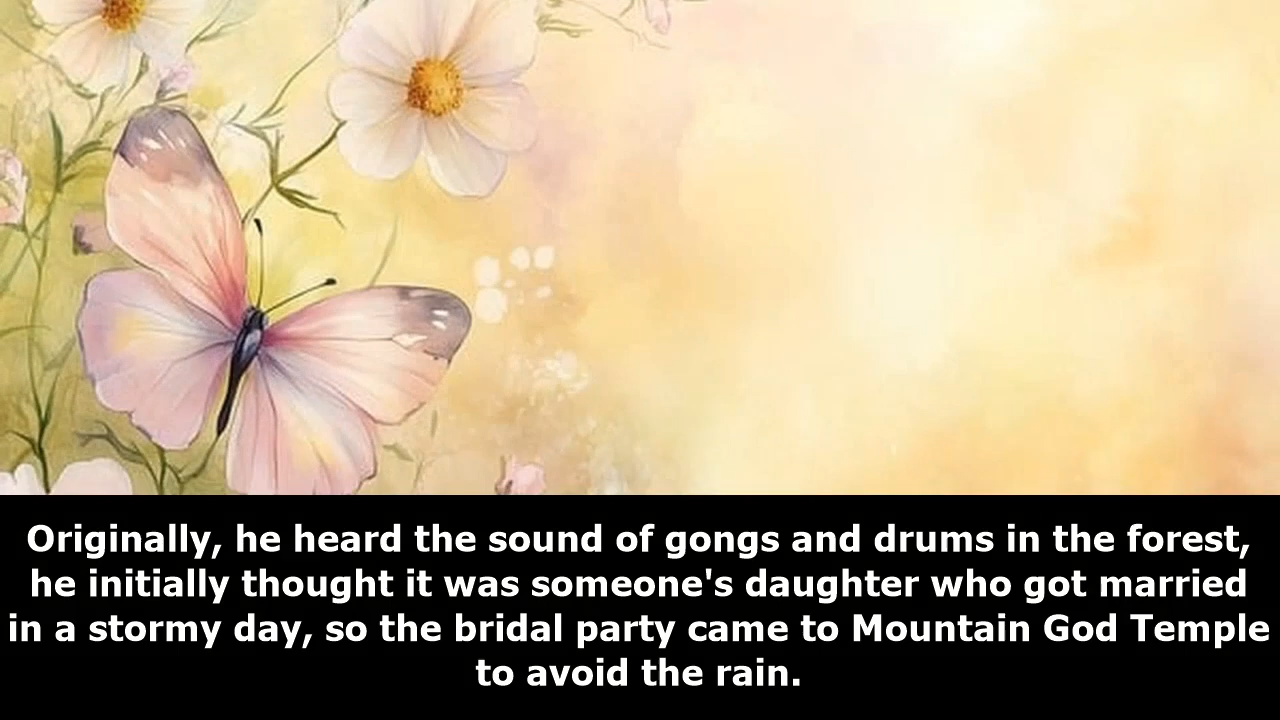 Originally, he heard the sound of gongs and drums in the forest,
he initially thought it was someone's daughter who got married
in a stormy day, so the bridal party came to Mountain God Temple
to avoid the rain.